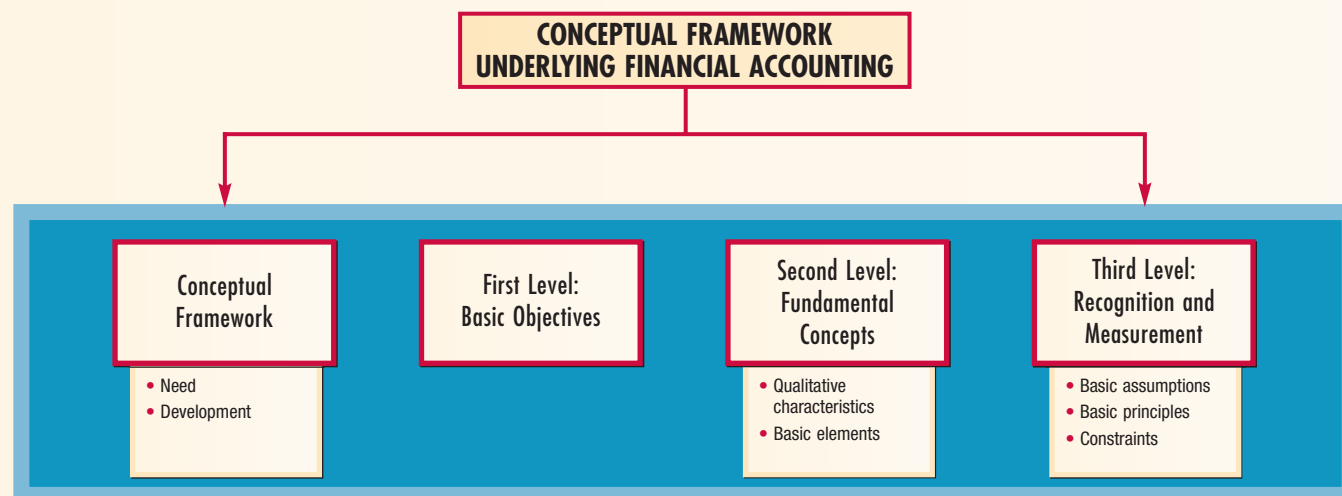 CONCEPTUAL FRAMEWORK
UNDERLYING FINANCIAL ACCOUNTING
Conceptual
Framework
• Need
• Development
First Level:
Basic Objectives
Second Level:
Fundamental
Concepts
• Qualitative
characteristics
• Basic elements
Third Level:
Recognition and
Measurement
• Basic assumptions
• Basic principles
• Constraints